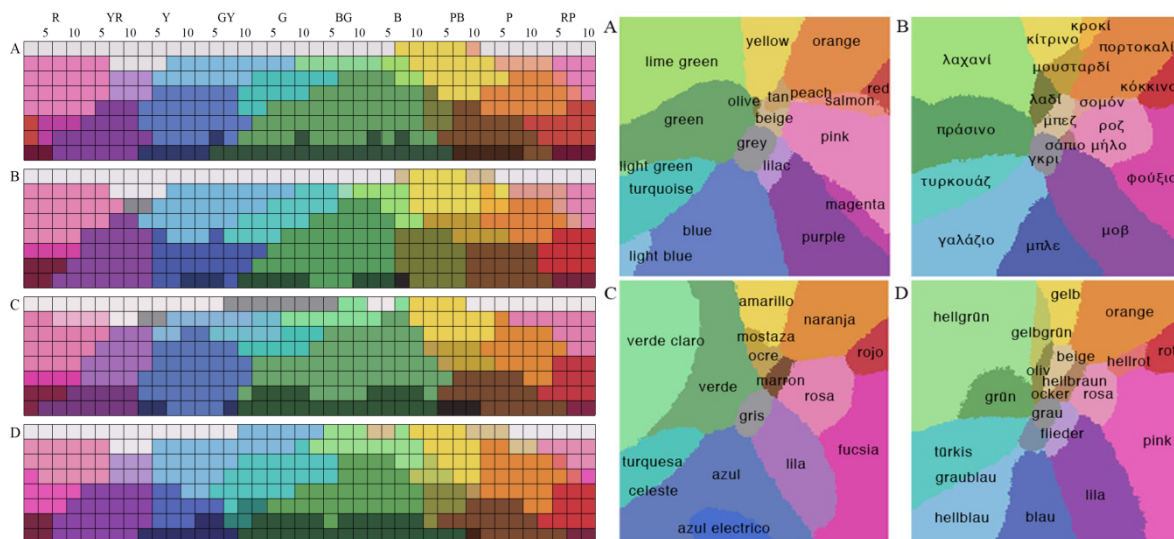 R YR Y GY G BG B PB P RP
5 10 5 10 5 10 5 10 5 10 5 10 5 10 5 10 5 10 5 10
A
B
C
D
A
yellow
orange
lime green
red
olive
tan
peach
salmon
beige
green
pink
grey
light green
lilac
turquoise
magenta
blue
purple
light blue
B
κροκί
κίτρινο
πορτοκαλί
λαχανί
μουσταρδί
κόκκινο
λαδί
σομόν
μπεζ
ροζ
πράσινο
σάπιο μήλο
γκρι
τυρκουάζ
φούξια
γαλάζιο
μπλε
μοβ
C
amarillo
naranja
verde claro
mostaza
ocre
rojo
verde
marron
rosa
gris
fucsia
turquesa
azul
lila
celeste
azul electrico
D
gelb
hellgrün
orange
gelbgrün
beige
rot
hellrot
oliv
hellbraun
grün
ocker
rosa
grau
flieder
pink
türkis
graublau
lila
hellblau
blau